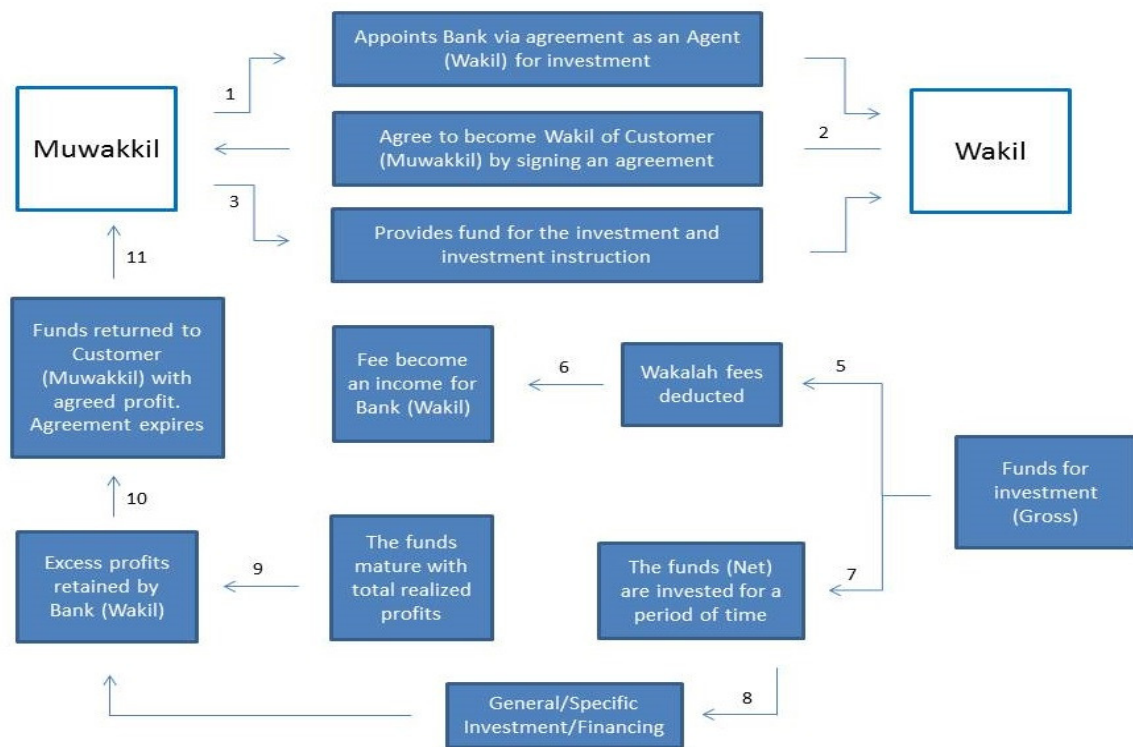 Appoints Bank via agreement as an Agent
(Wakil) for investment
1
Muwakkil
Agree to become Wakil of Customer
(Muwakkil) by signing an agreement
2
Wakil
3
Provides fund for the investment and
investment instruction
11
Funds returned to
Customer
(Muwakkil) with
agreed profit.
Agreement expires
Fee become
an income for
Bank (Wakil)
6
Wakalah fees
deducted
5
Funds for
investment
(Gross)
10
Excess profits
retained by
Bank (Wakil)
9
The funds
mature with
total realized
profits
The funds (Net)
are invested for a
period of time
7
General/Specific
Investment/Financing
8